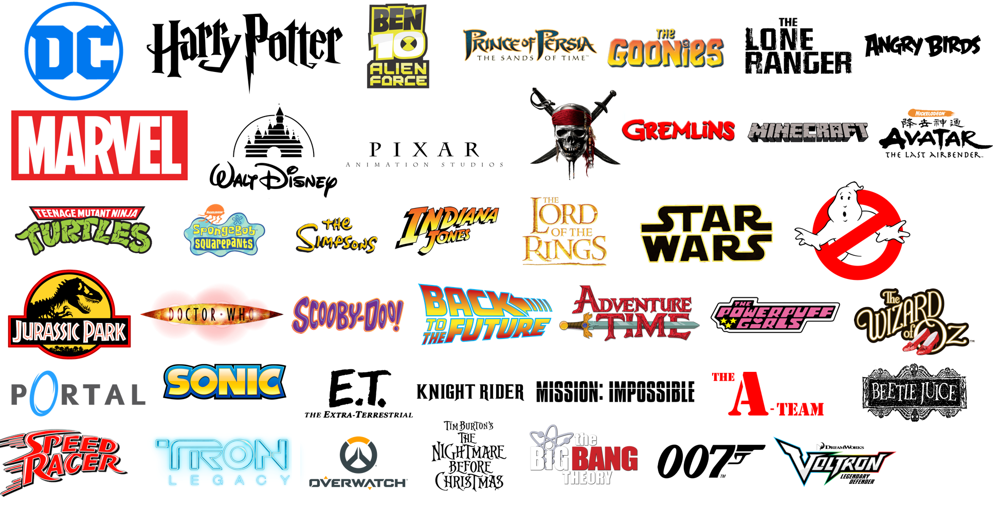 DC
Harry Potter
BEN
10
ALIEN
FORCE
PRINCE OF PERSIA
THE SANDS OF TIME™
THE
GOONIES
THE
LONE
RANGER
ANGRY BIRDS
MARVEL
WALT DISNEY
PIXAR
ANIMATION STUDIOS
GREMLiNS
MINECRAFT
NICKELODEON
降去神通
AVATAR
THE LAST AIRBENDER™
TEENAGE MUTANT NINJA
TURTLES
NICKELODEON
SpongeBob
squarepants
the
Simpsons
INDIANA
JONES
THE
LORD
OF THE
RINGS
STAR
WARS
JURASSIC PARK
DOCTOR·WHO
SCOOBY-DOO!
BACK
TO
THE FUTURE
ADVENTURE
TIME
THE
POWERPUFF
GiRLS
The
WIZARD
of OZ™
PORTAL
SONIC
E.T.
THE EXTRA-TERRESTRIAL
KNIGHT RIDER
MISSION: IMPOSSIBLE
THE
A-TEAM
BEETLEJUICE
SPEED
RACER
TRON
LEGACY
OVERWATCH®
TIM BURTON'S
THE
NIGHTMARE
BEFORE
CHRISTMAS
the
BiG BANG
THEORY
007
TM
DREAMWORKS
VOLTRON
LEGENDARY
DEFENDER